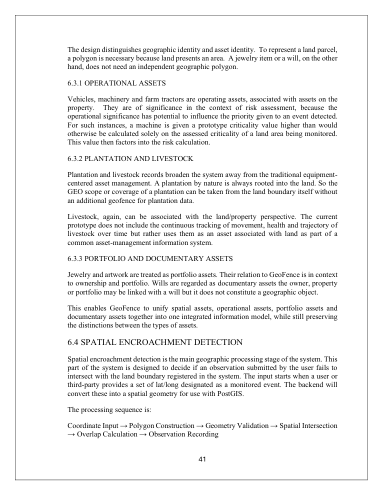 The design distinguishes geographic identity and asset identity. To represent a land parcel,
a polygon is necessary because land presents an area. A jewelry item or a will, on the other
hand, does not need an independent geographic polygon.
6.3.1 OPERATIONAL ASSETS
Vehicles, machinery and farm tractors are operating assets, associated with assets on the
property. They are of significance in the context of risk assessment, because the
operational significance has potential to influence the priority given to an event detected.
For such instances, a machine is given a prototype criticality value higher than would
otherwise be calculated solely on the assessed criticality of a land area being monitored.
This value then factors into the risk calculation.
6.3.2 PLANTATION AND LIVESTOCK
Plantation and livestock records broaden the system away from the traditional equipment-
centered asset management. A plantation by nature is always rooted into the land. So the
GEO scope or coverage of a plantation can be taken from the land boundary itself without
an additional geofence for plantation data.
Livestock, again, can be associated with the land/property perspective. The current
prototype does not include the continuous tracking of movement, health and trajectory of
livestock over time but rather uses them as an asset associated with land as part of a
common asset-management information system.
6.3.3 PORTFOLIO AND DOCUMENTARY ASSETS
Jewelry and artwork are treated as portfolio assets. Their relation to GeoFence is in context
to ownership and portfolio. Wills are regarded as documentary assets the owner, property
or portfolio may be linked with a will but it does not constitute a geographic object.
This enables GeoFence to unify spatial assets, operational assets, portfolio assets and
documentary assets together into one integrated information model, while still preserving
the distinctions between the types of assets.
6.4 SPATIAL ENCROACHMENT DETECTION
Spatial encroachment detection is the main geographic processing stage of the system. This
part of the system is designed to decide if an observation submitted by the user fails to
intersect with the land boundary registered in the system. The input starts when a user or
third-party provides a set of lat/long designated as a monitored event. The backend will
convert these into a spatial geometry for use with PostGIS.
The processing sequence is:
Coordinate Input → Polygon Construction → Geometry Validation → Spatial Intersection
→ Overlap Calculation → Observation Recording
41